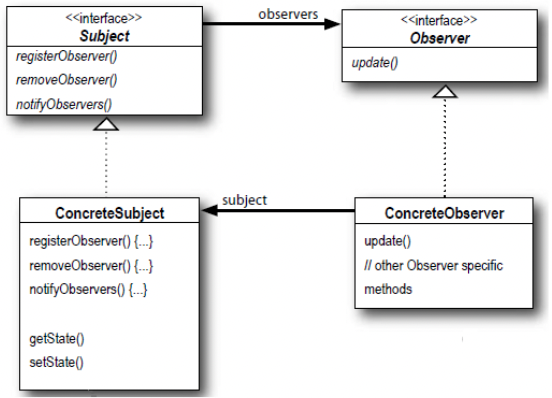 <<interface>>
Subject
registerObserver()
removeObserver()
notifyObservers()
observers
<<interface>>
Observer
update()
ConcreteSubject
registerObserver() {...}
removeObserver() {...}
notifyObservers() {...}
getState()
setState()
subject
ConcreteObserver
update()
// other Observer specific
methods